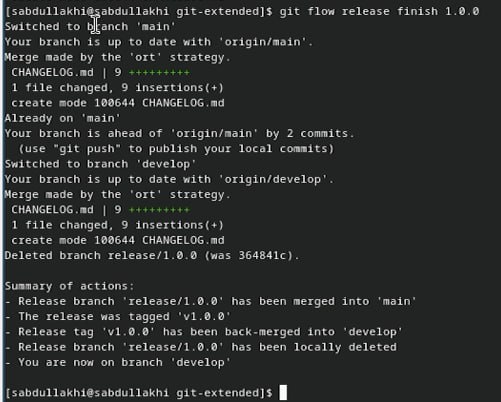 [sabdullakhi@sabdullakhi git-extended]$ git flow release finish 1.0.0
Switched to branch 'main'
Your branch is up to date with 'origin/main'.
Merge made by the 'ort' strategy.
 CHANGELOG.md | 9 +++++++++
 1 file changed, 9 insertions(+)
 create mode 100644 CHANGELOG.md
Already on 'main'
Your branch is ahead of 'origin/main' by 2 commits.
  (use "git push" to publish your local commits)
Switched to branch 'develop'
Your branch is up to date with 'origin/develop'.
Merge made by the 'ort' strategy.
 CHANGELOG.md | 9 +++++++++
 1 file changed, 9 insertions(+)
 create mode 100644 CHANGELOG.md
Deleted branch release/1.0.0 (was 364841c).
Summary of actions:
- Release branch 'release/1.0.0' has been merged into 'main'
- The release was tagged 'v1.0.0'
- Release tag 'v1.0.0' has been back-merged into 'develop'
- Release branch 'release/1.0.0' has been locally deleted
- You are now on branch 'develop'
[sabdullakhi@sabdullakhi git-extended]$